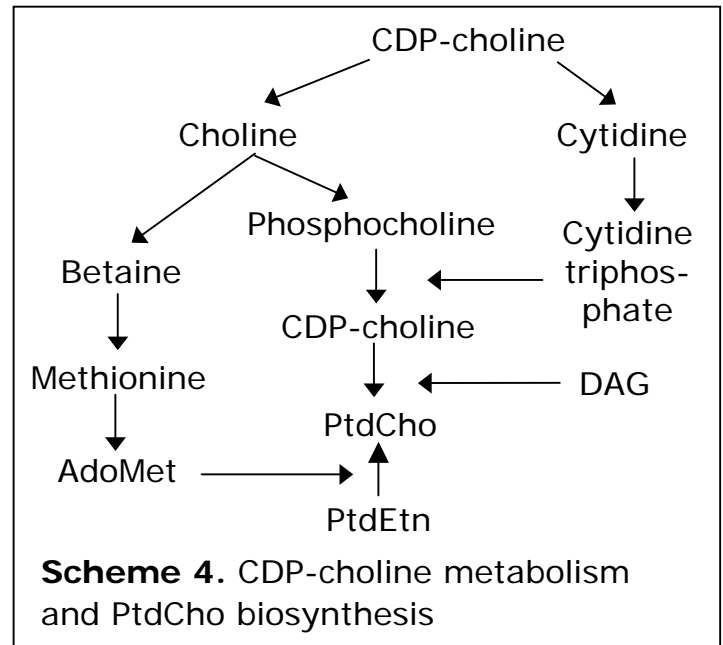 CDP-choline
Choline
Cytidine
Phosphocholine
Cytidine
triphos-
phate
Betaine
CDP-choline
Methionine
DAG
PtdCho
AdoMet
PtdEtn
Scheme 4. CDP-choline metabolism
and PtdCho biosynthesis